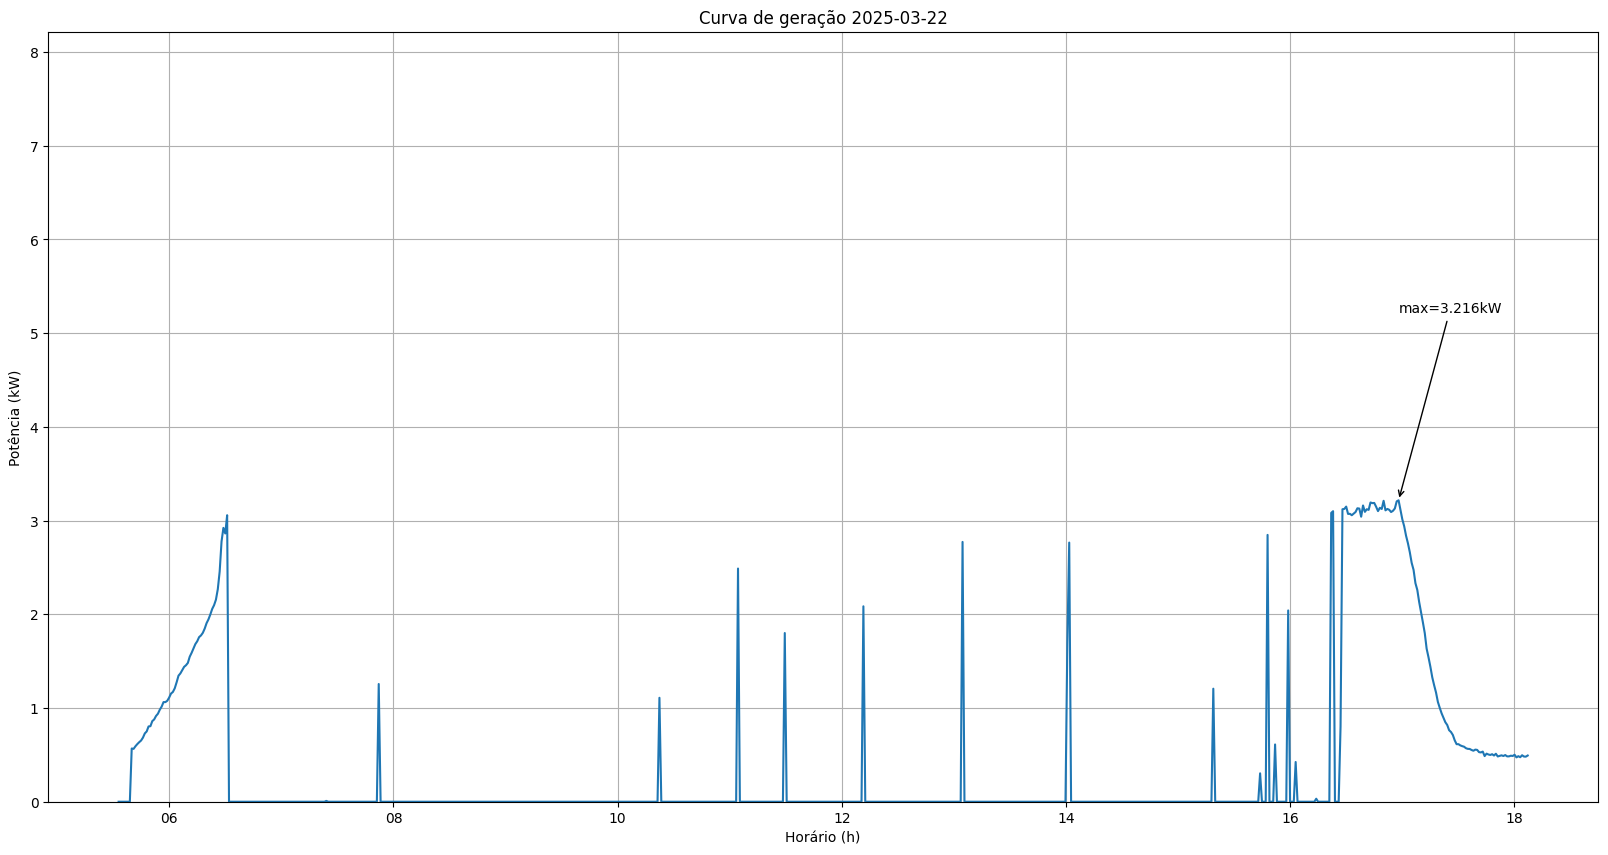 Curva de geração 2025-03-22
Potência (kW)
8
7
6
5
4
3
2
1
0
max=3.216kW
06 08 10 12 14 16 18
Horário (h)